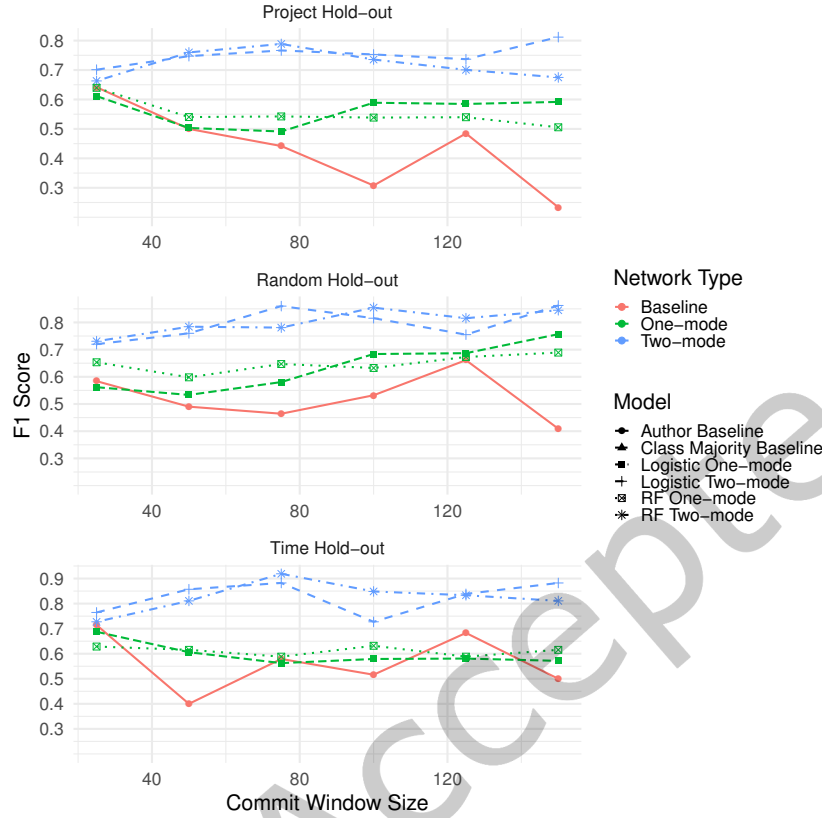 Project Hold−out
0.8
0.7
0.6
0.5
0.4
0.3
40 80 120
Random Hold−out
0.8
0.7
0.6
0.5
0.4
0.3
40 80 120
Time Hold−out
0.9
0.8
0.7
0.6
0.5
0.4
0.3
40 80 120
Commit Window Size
F1 Score
Network Type
Baseline
One−mode
Two−mode
Model
Author Baseline
Class Majority Baseline
Logistic One−mode
Logistic Two−mode
RF One−mode
RF Two−mode
Accepte